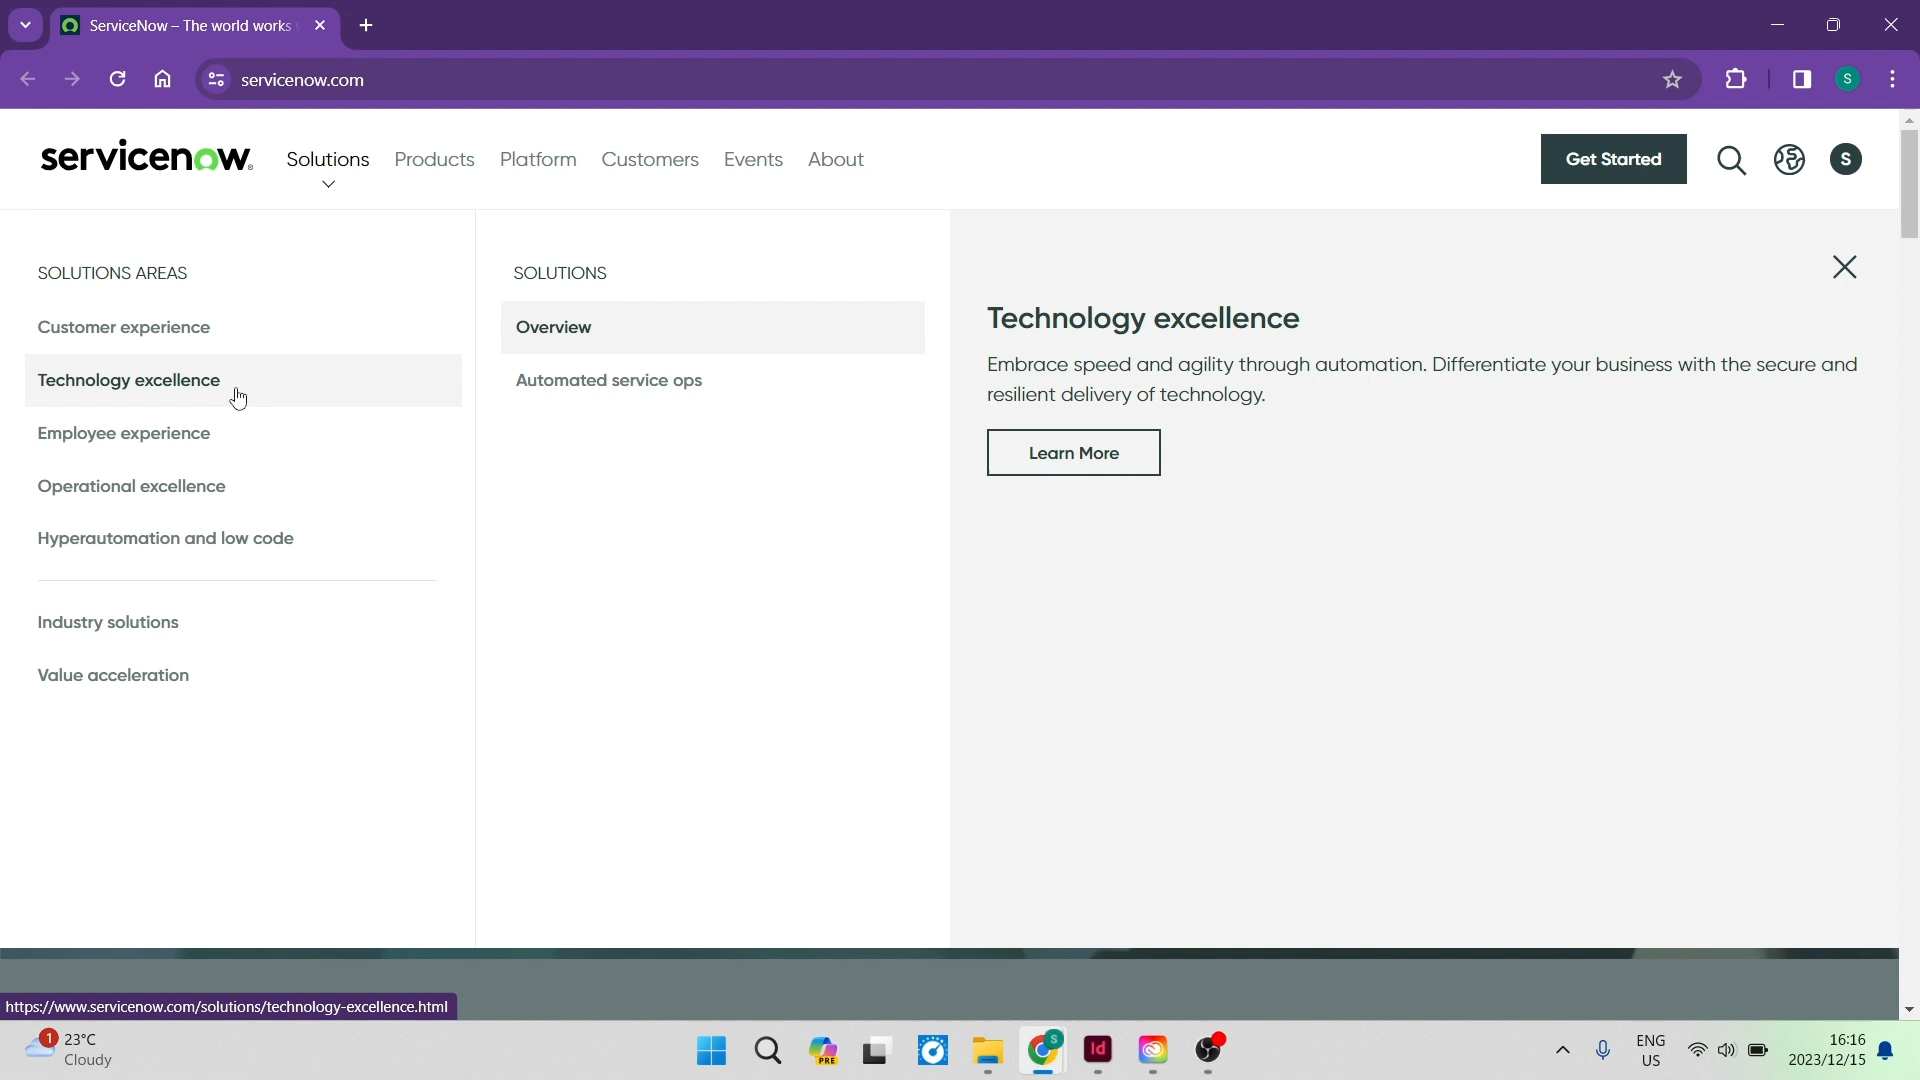 ServiceNow – The world works
servicenow.com
servicenow
Solutions Products Platform Customers Events About
Get Started
S
S
SOLUTIONS AREAS
Customer experience
Technology excellence
Employee experience
Operational excellence
Hyperautomation and low code
Industry solutions
Value acceleration
SOLUTIONS
Overview
Automated service ops
Technology excellence
Embrace speed and agility through automation. Differentiate your business with the secure and
resilient delivery of technology.
Learn More
https://www.servicenow.com/solutions/technology-excellence.html
1
23°C
Cloudy
PRE
S
Id
ENG
US
16:16
2023/12/15